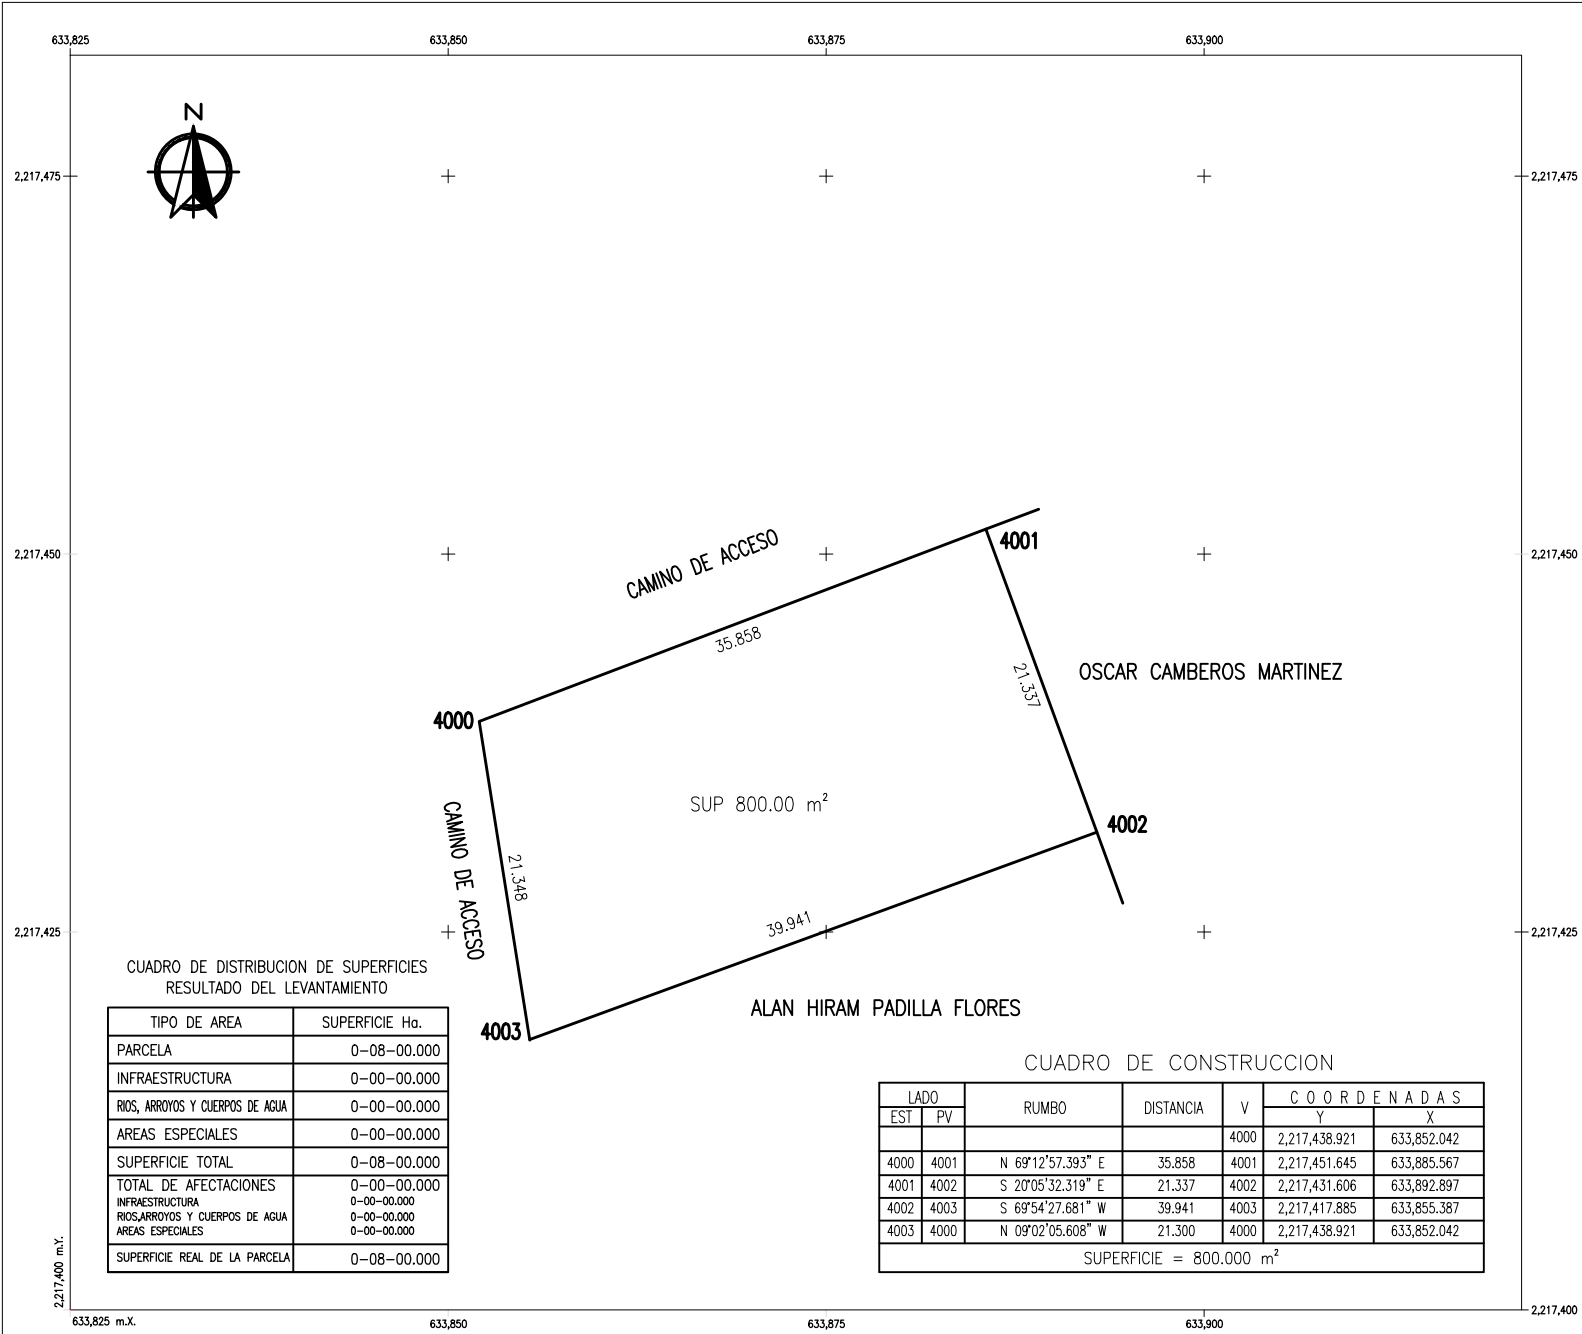 633,825 633,850 633,875 633,900
N
2,217,475 2,217,475
2,217,450 2,217,450
CAMINO DE ACCESO
4001
35.858
OSCAR CAMBEROS MARTINEZ
21.337
4000
SUP 800.00 m²
4002
CAMINO DE ACCESO
21.348
39.941
2,217,425 2,217,425
ALAN HIRAM PADILLA FLORES
4003
CUADRO DE DISTRIBUCION DE SUPERFICIES
RESULTADO DEL LEVANTAMIENTO
TIPO DE AREA SUPERFICIE Ha.
PARCELA 0-08-00.000
INFRAESTRUCTURA 0-00-00.000
RIOS, ARROYOS Y CUERPOS DE AGUA 0-00-00.000
AREAS ESPECIALES 0-00-00.000
SUPERFICIE TOTAL 0-08-00.000
TOTAL DE AFECTACIONES 0-00-00.000
INFRAESTRUCTURA 0-00-00.000
RIOS,ARROYOS Y CUERPOS DE AGUA 0-00-00.000
AREAS ESPECIALES 0-00-00.000
SUPERFICIE REAL DE LA PARCELA 0-08-00.000
CUADRO DE CONSTRUCCION
LADO RUMBO DISTANCIA V COORDENADAS
EST PV Y X
4000 2,217,438.921 633,852.042
4000 4001 N 69°12'57.393" E 35.858 4001 2,217,451.645 633,885.567
4001 4002 S 20°05'32.319" E 21.337 4002 2,217,431.606 633,892.897
4002 4003 S 69°54'27.681" W 39.941 4003 2,217,417.885 633,855.387
4003 4000 N 09°02'05.608" W 21.300 4000 2,217,438.921 633,852.042
SUPERFICIE = 800.000 m²
2,217,400 m.Y. 2,217,400
633,825 m.X. 633,850 633,875 633,900